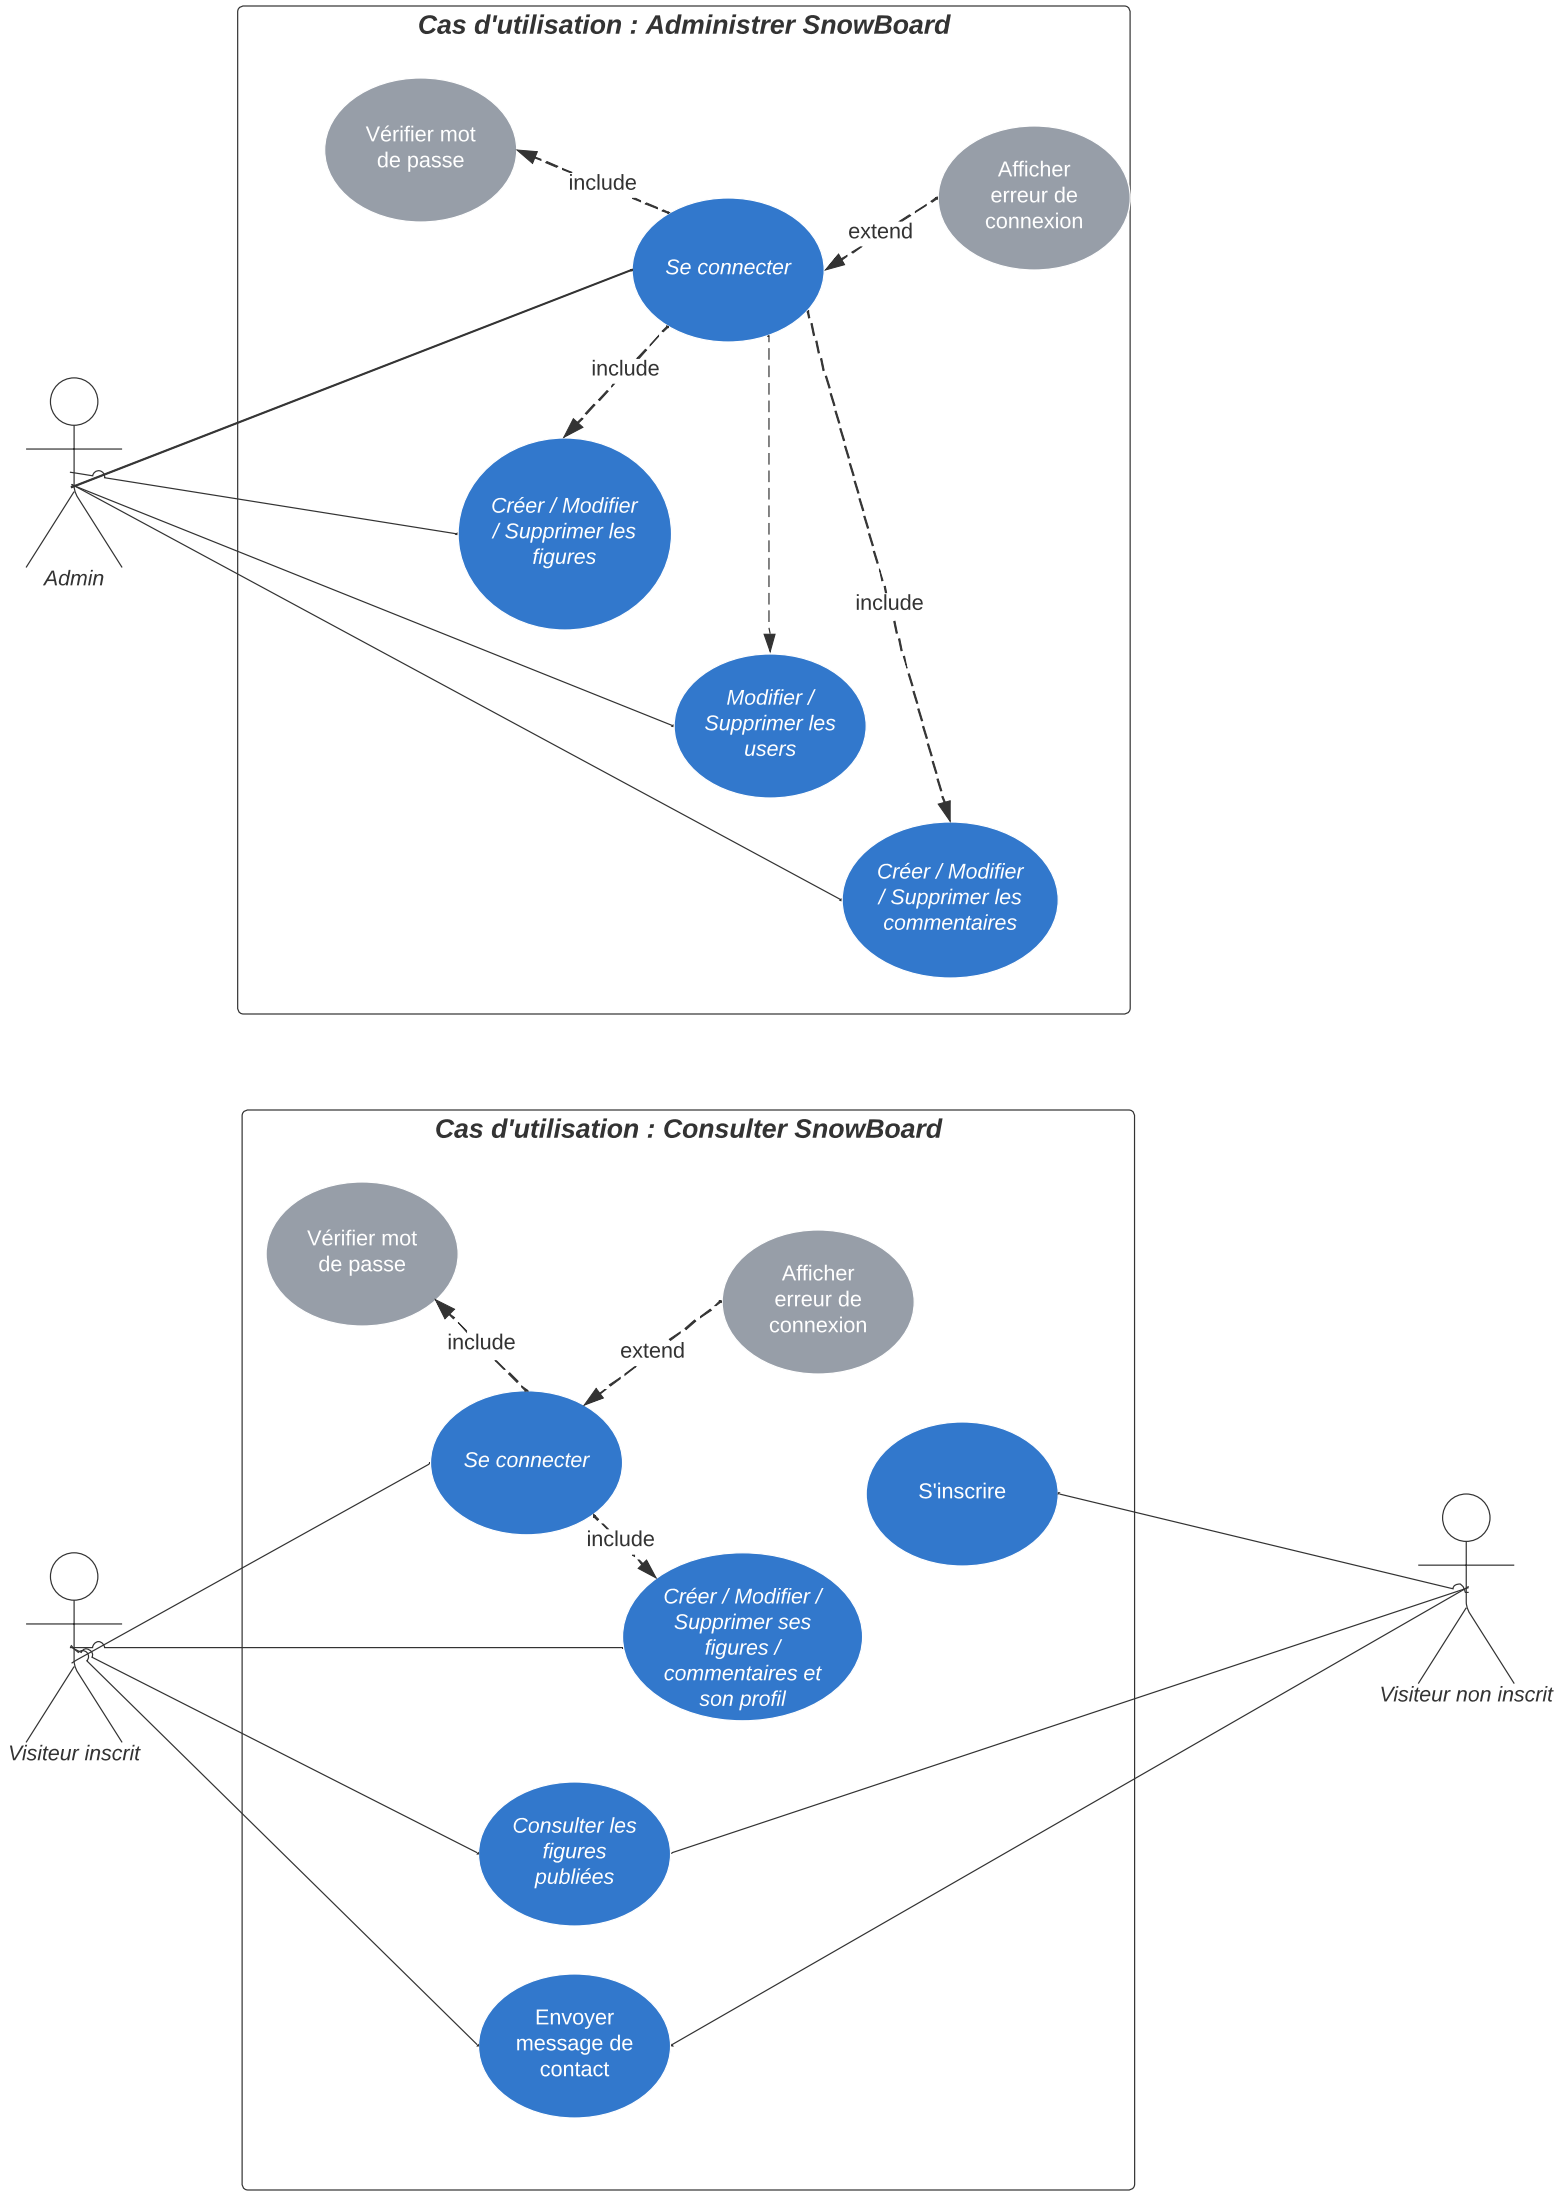 Cas d'utilisation : Administrer SnowBoard
Vérifier mot
de passe
Afficher
erreur de
connexion
include
extend
Se connecter
include
Créer / Modifier
/ Supprimer les
figures
Admin
include
Modifier /
Supprimer les
users
Créer / Modifier
/ Supprimer les
commentaires
Cas d'utilisation : Consulter SnowBoard
Vérifier mot
de passe
Afficher
erreur de
connexion
include
extend
Se connecter
S'inscrire
include
Créer / Modifier /
Supprimer ses
figures /
commentaires et
son profil
Visiteur non inscrit
Visiteur inscrit
Consulter les
figures
publiées
Envoyer
message de
contact